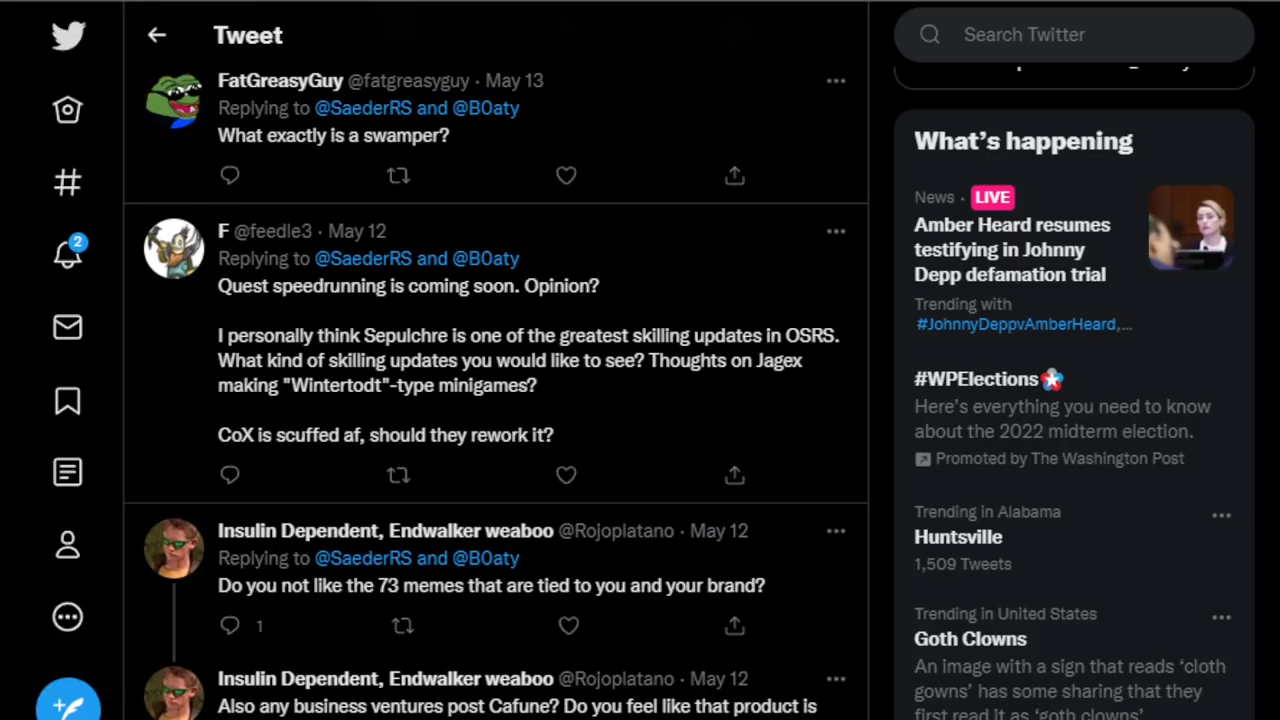 Tweet
FatGreasyGuy @fatgreasyguy · May 13
Replying to @SaederRS and @B0aty
What exactly is a swamper?
F @feedle3 · May 12
Replying to @SaederRS and @B0aty
Quest speedrunning is coming soon. Opinion?
I personally think Sepulchre is one of the greatest skilling updates in OSRS.
What kind of skilling updates you would like to see? Thoughts on Jagex
making "Wintertodt"-type minigames?
CoX is scuffed af, should they rework it?
Insulin Dependent, Endwalker weaboo @Rojoplatano · May 12
Replying to @SaederRS and @B0aty
Do you not like the 73 memes that are tied to you and your brand?
1
Insulin Dependent, Endwalker weaboo @Rojoplatano · May 12
Also any business ventures post Cafune? Do you feel like that product is
2
Search Twitter
What's happening
News · LIVE
Amber Heard resumes
testifying in Johnny
Depp defamation trial
Trending with
#JohnnyDeppvAmberHeard,...
#WPElections
Here's everything you need to know
about the 2022 midterm election.
Promoted by The Washington Post
Trending in Alabama
Huntsville
1,509 Tweets
Trending in United States
Goth Clowns
An image with a sign that reads 'cloth
gowns' has some sharing that they
first read it as 'goth clowns'